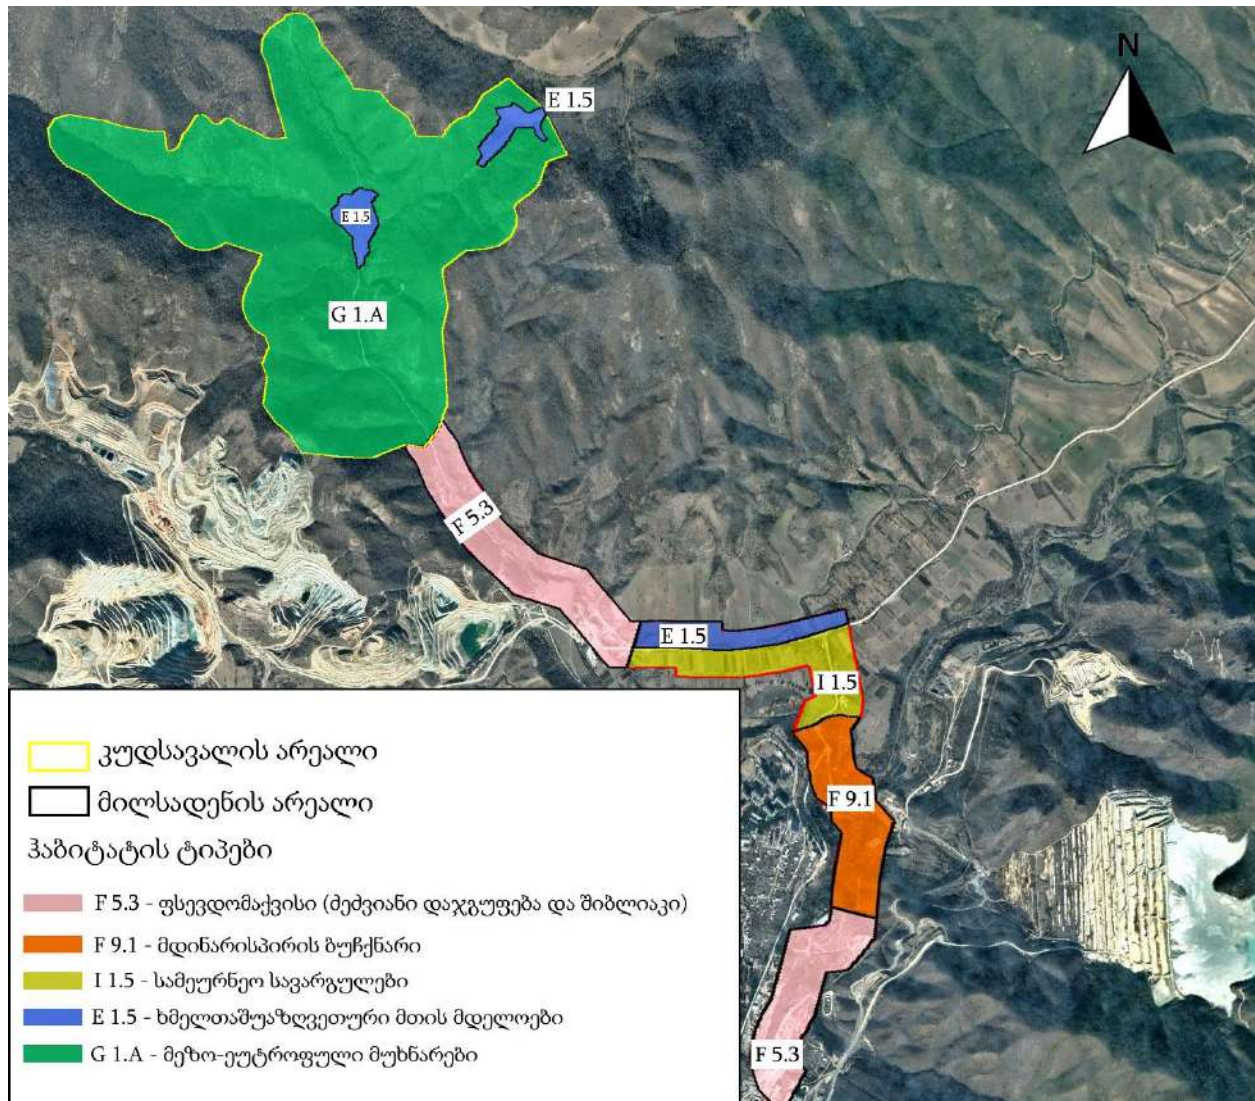 N
E 1.5
E 1.5
G 1.A
F 5.3
E 1.5
I 1.5
F 9.1
F 5.3
კუდსავალის არეალი
მილსადენის არეალი
ჰაბიტატის ტიპები
F 5.3 - ფსევდომაქვისი (ძეძვიანი დაჯგუფება და შიბლიაკი)
F 9.1 - მდინარისპირის ბუჩქნარი
I 1.5 - სამეურნეო სავარგულები
E 1.5 - ხმელთაშუაზღვეთური მთის მდელოები
G 1.A - მეზო-ეუტროფული მუხნარები